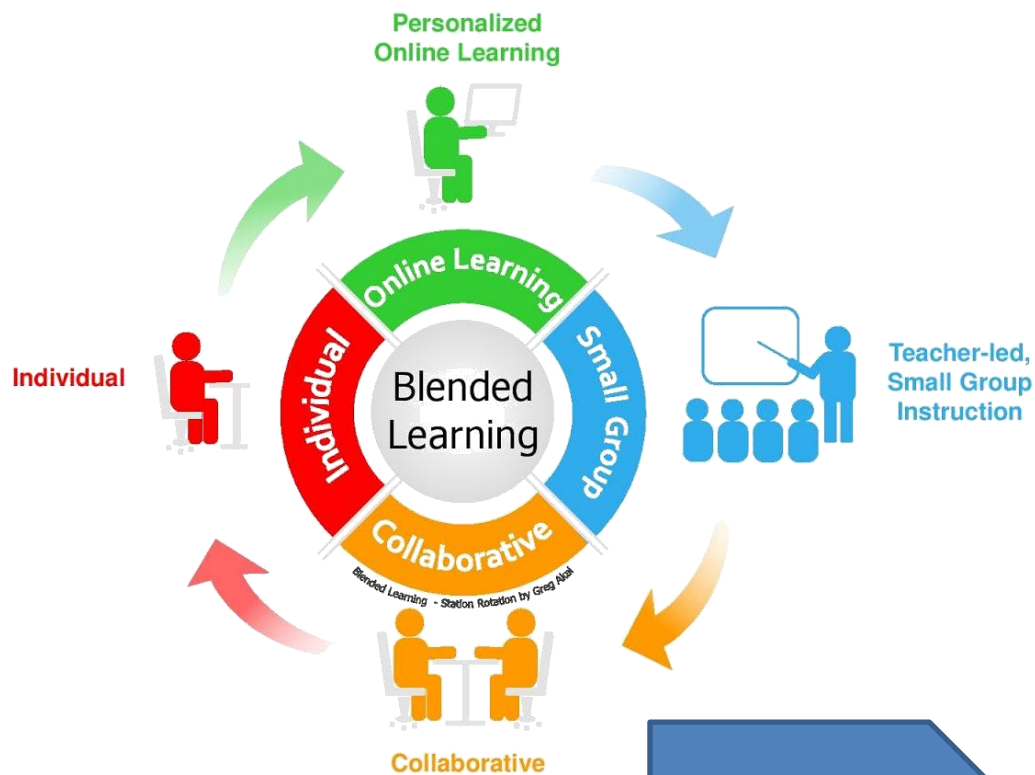 Personalized
Online Learning
Online Learning
Individual
Individual
Blended
Learning
Small Group
Teacher-led,
Small Group
Instruction
Collaborative
Blended Learning - Station Rotation by Greg Akai
Collaborative